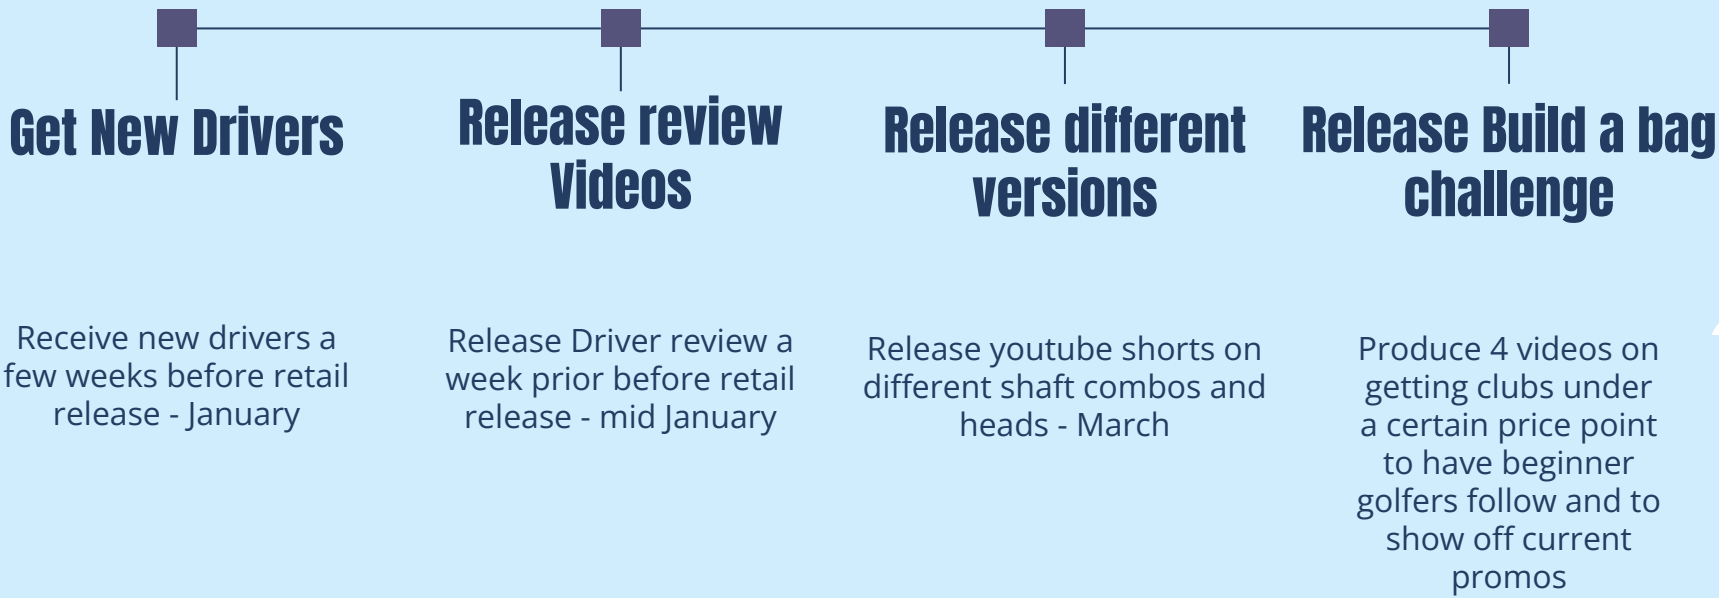 Get New Drivers
Receive new drivers a
few weeks before retail
release - January
Release review
Videos
Release Driver review a
week prior before retail
release - mid January
Release different
versions
Release youtube shorts on
different shaft combos and
heads - March
Release Build a bag
challenge
Produce 4 videos on
getting clubs under
a certain price point
to have beginner
golfers follow and to
show off current
promos